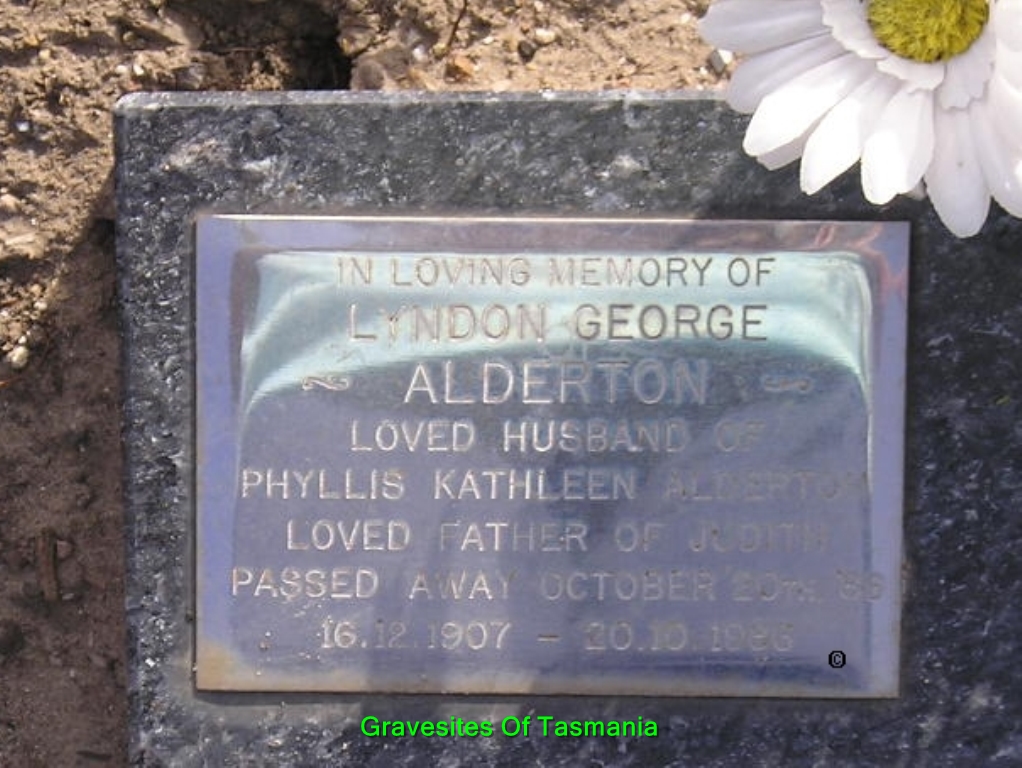 IN LOVING MEMORY OF
LYNDON GEORGE
ALDERTON
LOVED HUSBAND OF
PHYLLIS KATHLEEN ALDERTON
LOVED FATHER OF JUDITH
PASSED AWAY OCTOBER 20TH, '86
16.12.1907 – 20.10.1986
©
Gravesites Of Tasmania